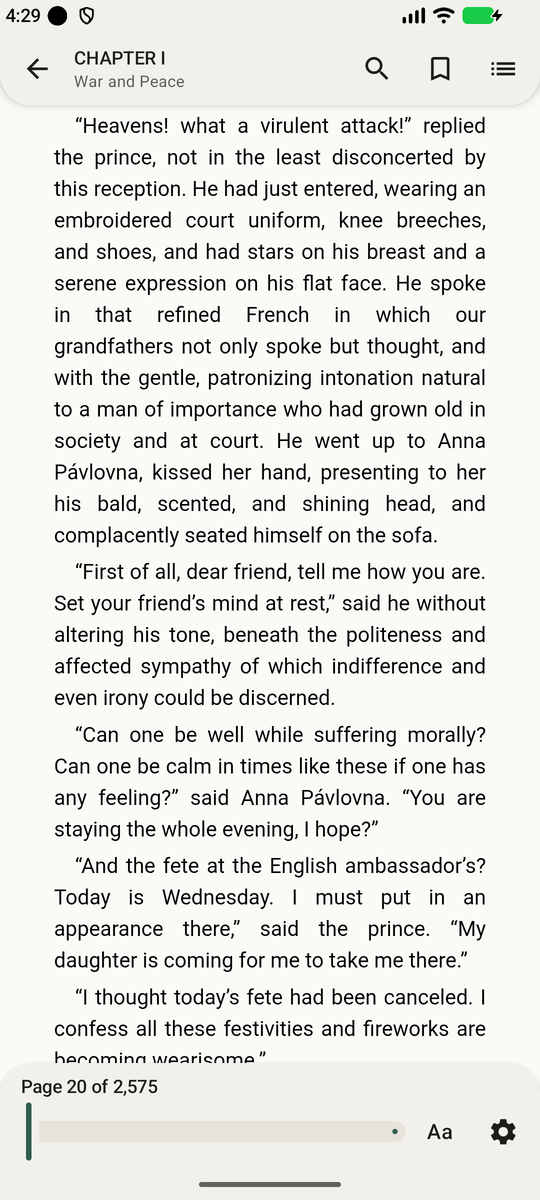 4:29
CHAPTER I
War and Peace
“Heavens! what a virulent attack!” replied
the prince, not in the least disconcerted by
this reception. He had just entered, wearing an
embroidered court uniform, knee breeches,
and shoes, and had stars on his breast and a
serene expression on his flat face. He spoke
in that refined French in which our
grandfathers not only spoke but thought, and
with the gentle, patronizing intonation natural
to a man of importance who had grown old in
society and at court. He went up to Anna
Pávlovna, kissed her hand, presenting to her
his bald, scented, and shining head, and
complacently seated himself on the sofa.
“First of all, dear friend, tell me how you are.
Set your friend’s mind at rest,” said he without
altering his tone, beneath the politeness and
affected sympathy of which indifference and
even irony could be discerned.
“Can one be well while suffering morally?
Can one be calm in times like these if one has
any feeling?” said Anna Pávlovna. “You are
staying the whole evening, I hope?”
“And the fete at the English ambassador’s?
Today is Wednesday. I must put in an
appearance there,” said the prince. “My
daughter is coming for me to take me there.”
“I thought today’s fete had been canceled. I
confess all these festivities and fireworks are
becoming wearisome.”
Page 20 of 2,575
Aa